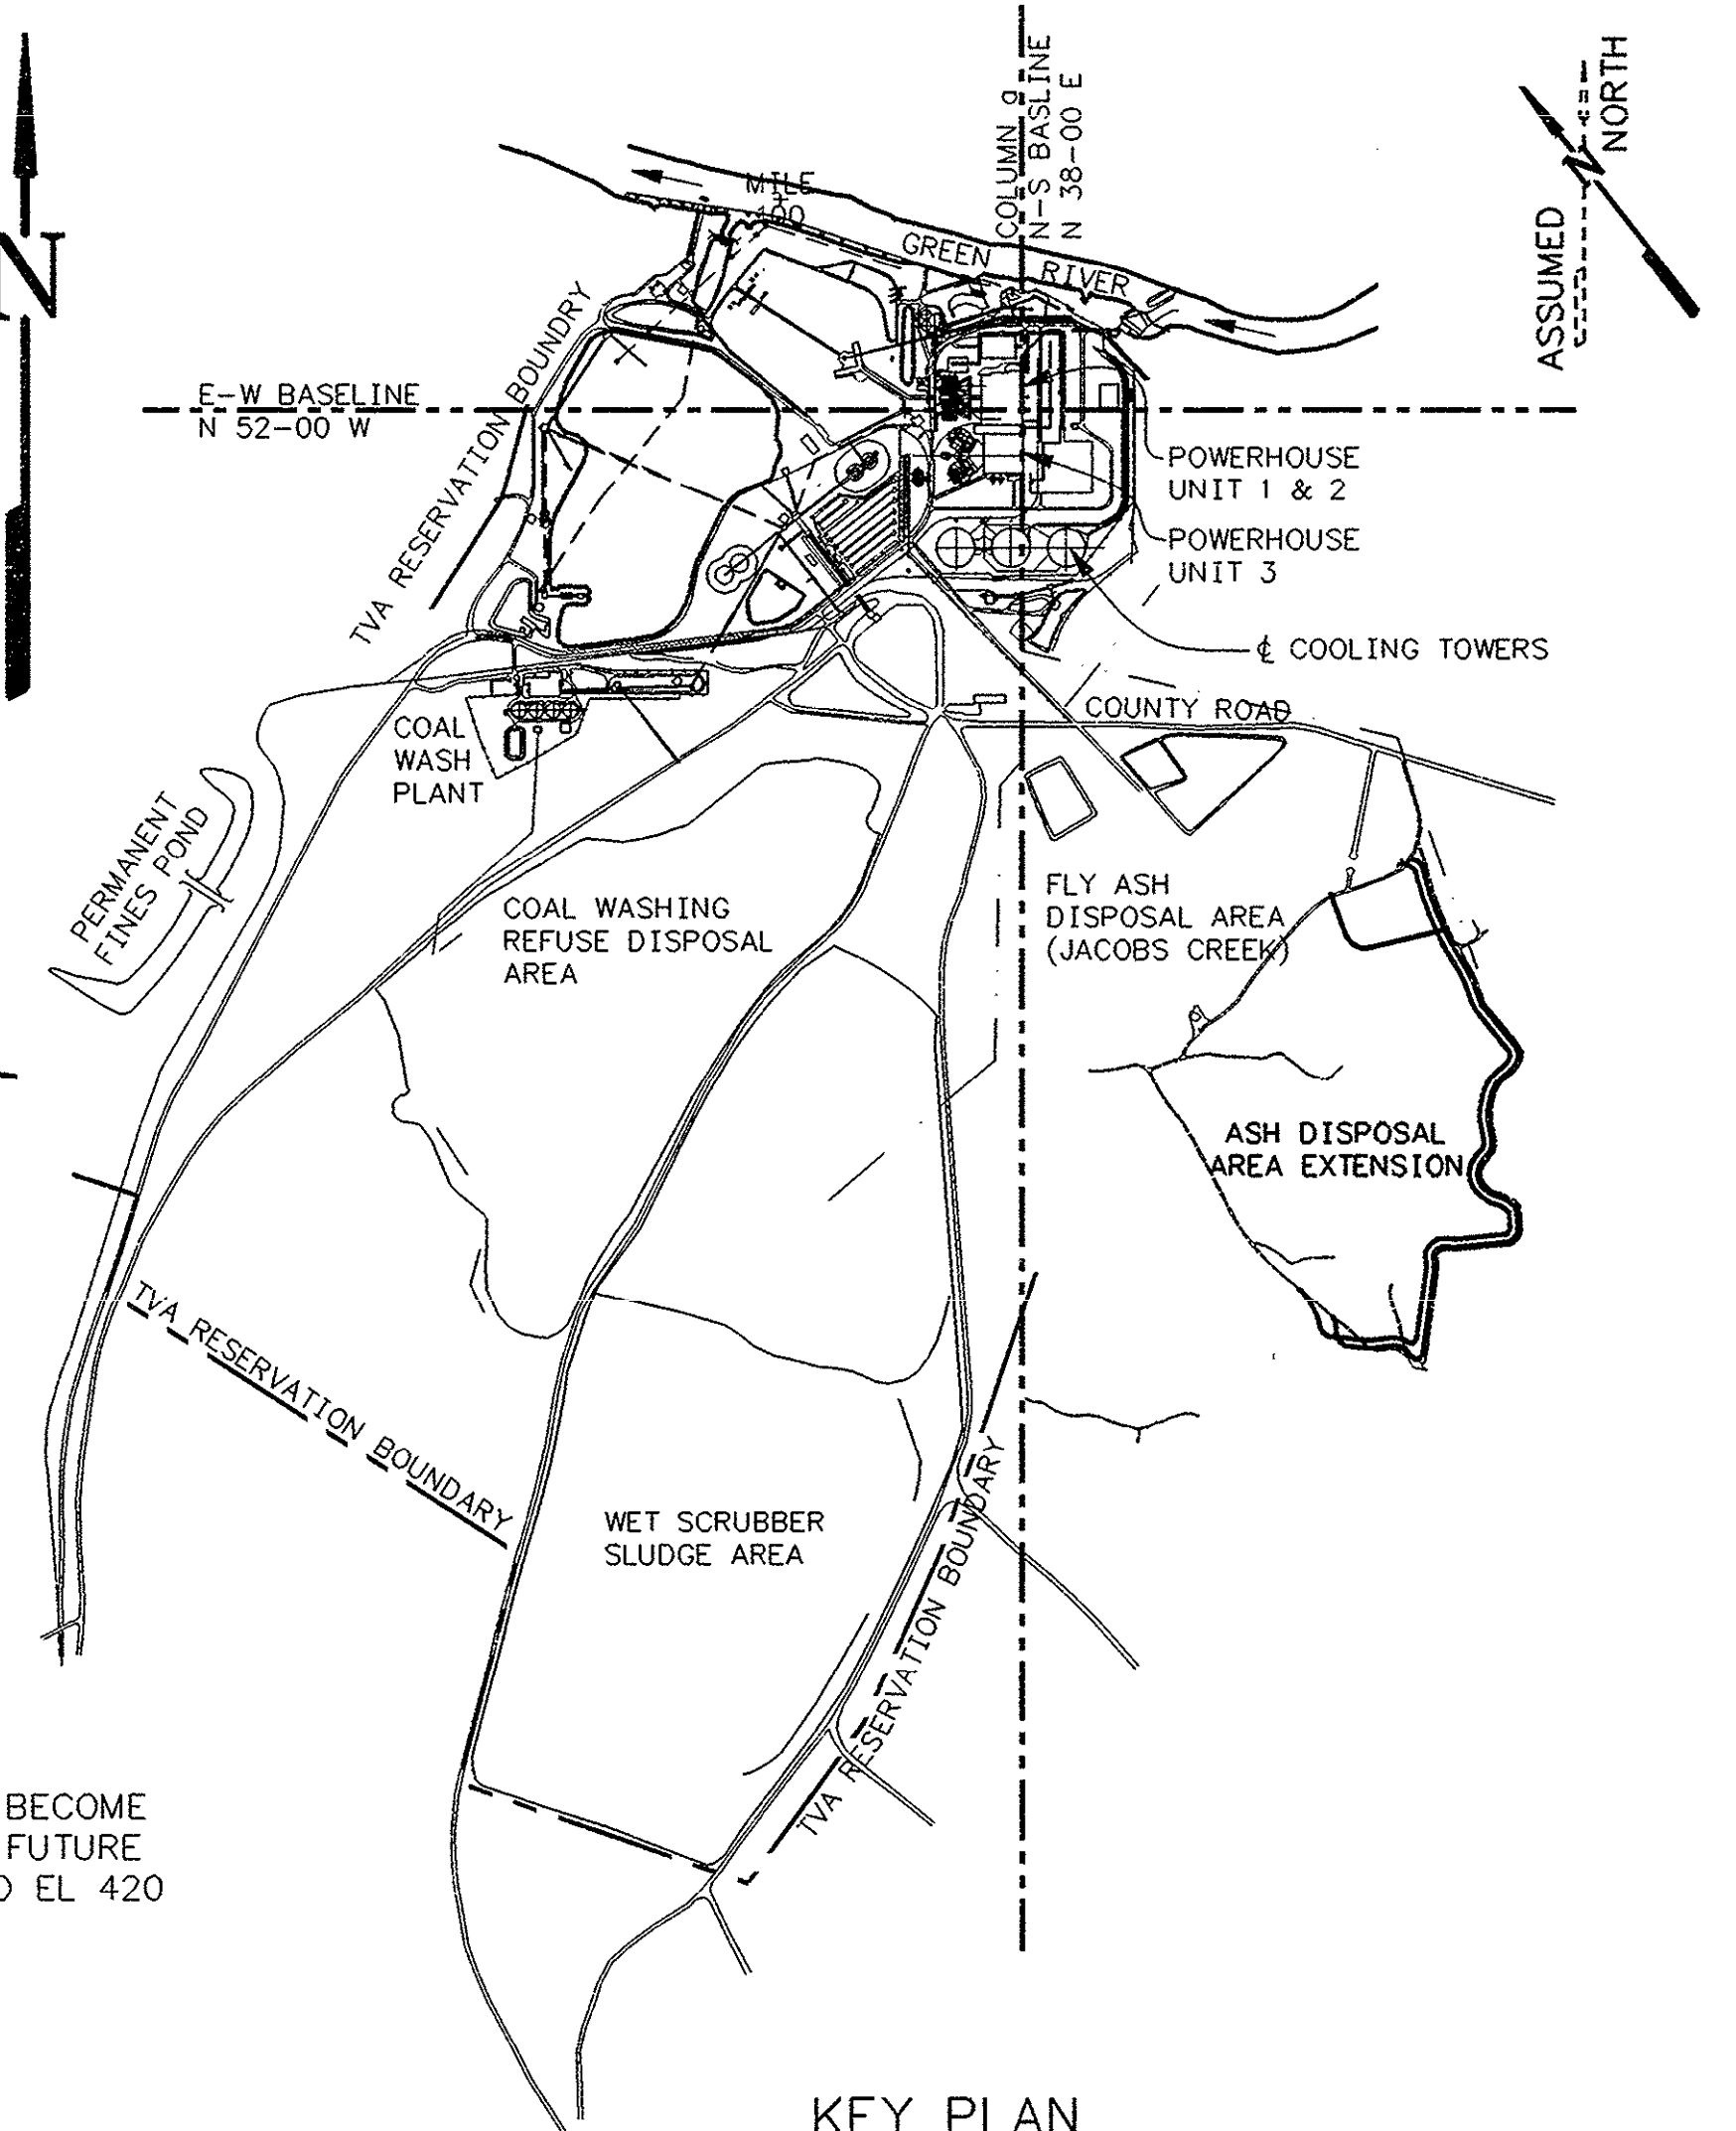 N
COLUMN a
N-S BASLINE
N 38-00 E
N
ASSUMED
NORTH
MILE
100
GREEN RIVER
TVA RESERVATION BOUNDRY
E-W BASELINE
N 52-00 W
POWERHOUSE
UNIT 1 & 2
POWERHOUSE
UNIT 3
℄ COOLING TOWERS
COUNTY ROAD
COAL
WASH
PLANT
PERMANENT
FINES POND
COAL WASHING
REFUSE DISPOSAL
AREA
FLY ASH
DISPOSAL AREA
(JACOBS CREEK)
ASH DISPOSAL
AREA EXTENSION
TVA RESERVATION BOUNDARY
WET SCRUBBER
SLUDGE AREA
TVA RESERVATION BOUNDARY
BECOME
FUTURE
EL 420
KEY PLAN